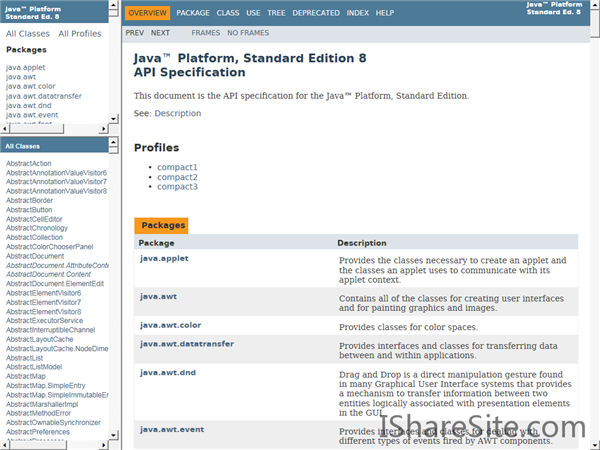 Java™ Platform
Standard Ed. 8
All Classes All Profiles
Packages
java.applet
java.awt
java.awt.color
java.awt.datatransfer
java.awt.dnd
java.awt.event
java.awt.font
All Classes
AbstractAction
AbstractAnnotationValueVisitor6
AbstractAnnotationValueVisitor7
AbstractAnnotationValueVisitor8
AbstractBorder
AbstractButton
AbstractCellEditor
AbstractChronology
AbstractCollection
AbstractColorChooserPanel
AbstractDocument
AbstractDocument.AttributeConte
AbstractDocument.Content
AbstractDocument.ElementEdit
AbstractElementVisitor6
AbstractElementVisitor7
AbstractElementVisitor8
AbstractExecutorService
AbstractInterruptibleChannel
AbstractLayoutCache
AbstractLayoutCache.NodeDime
AbstractList
AbstractListModel
AbstractMap
AbstractMap.SimpleEntry
AbstractMap.SimpleImmutableEn
AbstractMarshallerImpl
AbstractMethodError
AbstractOwnableSynchronizer
AbstractPreferences
AbstractProcessor
OVERVIEW PACKAGE CLASS USE TREE DEPRECATED INDEX HELP
Java™ Platform
Standard Ed. 8
PREV NEXT FRAMES NO FRAMES
Java™ Platform, Standard Edition 8
API Specification
This document is the API specification for the Java™ Platform, Standard Edition.
See: Description
Profiles
• compact1
• compact2
• compact3
Packages
Package Description
java.applet Provides the classes necessary to create an applet and
the classes an applet uses to communicate with its
applet context.
java.awt Contains all of the classes for creating user interfaces
and for painting graphics and images.
java.awt.color Provides classes for color spaces.
java.awt.datatransfer Provides interfaces and classes for transferring data
between and within applications.
java.awt.dnd Drag and Drop is a direct manipulation gesture found
in many Graphical User Interface systems that provides
a mechanism to transfer information between two
entities logically associated with presentation elements
in the GUI.
java.awt.event Provides interfaces and classes for dealing with
different types of events fired by AWT components.
IShareSite.com